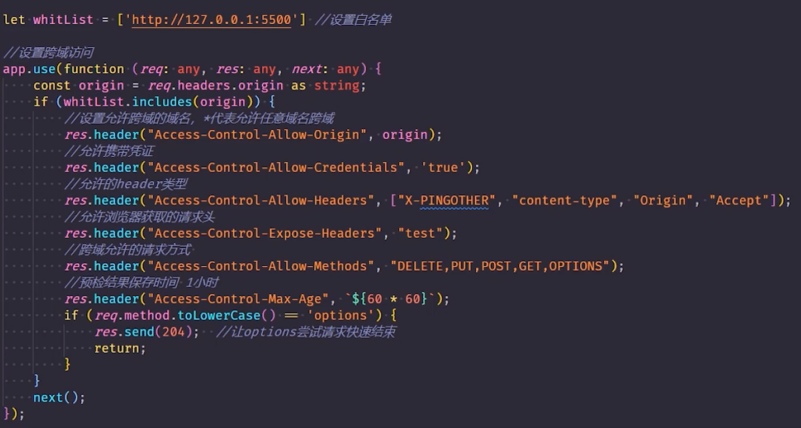 let whitList = ['http://127.0.0.1:5500'] //设置白名单
//设置跨域访问
app.use(function (req: any, res: any, next: any) {
const origin = req.headers.origin as string;
if (whitList.includes(origin)) {
//设置允许跨域的域名，*代表允许任意域名跨域
res.header("Access-Control-Allow-Origin", origin);
//允许携带凭证
res.header("Access-Control-Allow-Credentials", 'true');
//允许的header类型
res.header("Access-Control-Allow-Headers", ["X-PINGOTHER", "content-type", "Origin", "Accept"]);
//允许浏览器获取的请求头
res.header("Access-Control-Expose-Headers", "test");
//跨域允许的请求方式
res.header("Access-Control-Allow-Methods", "DELETE,PUT,POST,GET,OPTIONS");
//预检结果保存时间 1小时
res.header("Access-Control-Max-Age", `${60 * 60}`);
if (req.method.toLowerCase() == 'options') {
res.send(204); //让options尝试请求快速结束
return;
}
}
next();
});